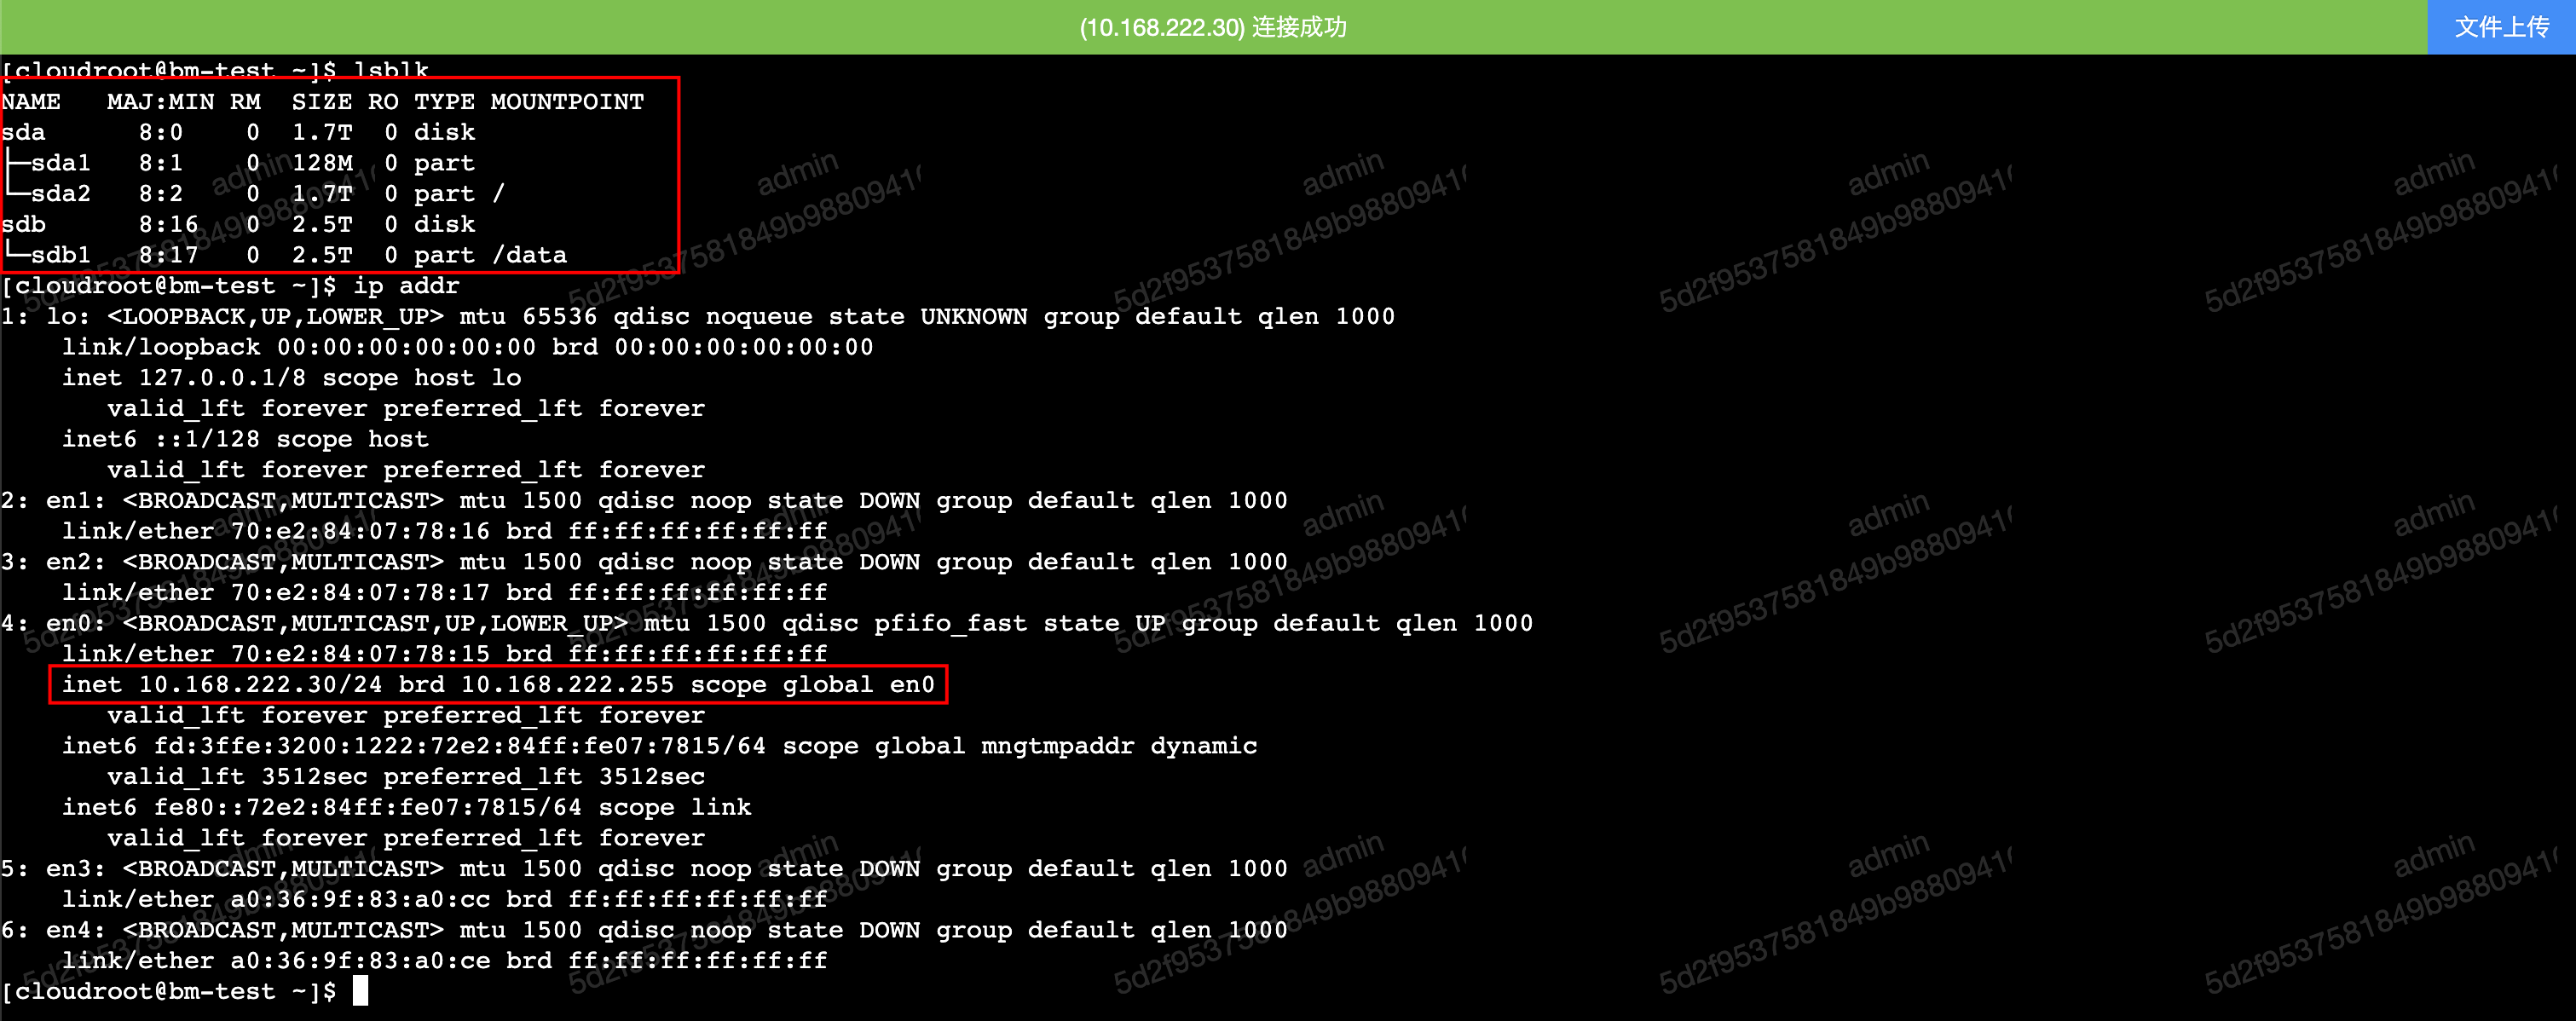 (10.168.222.30) 连接成功
文件上传
[cloudroot@bm-test ~]$ lsblk
NAME   MAJ:MIN RM  SIZE RO TYPE MOUNTPOINT
sda      8:0    0  1.7T  0 disk
├─sda1   8:1    0  128M  0 part
└─sda2   8:2    0  1.7T  0 part /
sdb      8:16   0  2.5T  0 disk
└─sdb1   8:17   0  2.5T  0 part /data
[cloudroot@bm-test ~]$ ip addr
1: lo: <LOOPBACK,UP,LOWER_UP> mtu 65536 qdisc noqueue state UNKNOWN group default qlen 1000
    link/loopback 00:00:00:00:00:00 brd 00:00:00:00:00:00
    inet 127.0.0.1/8 scope host lo
       valid_lft forever preferred_lft forever
    inet6 ::1/128 scope host
       valid_lft forever preferred_lft forever
2: en1: <BROADCAST,MULTICAST> mtu 1500 qdisc noop state DOWN group default qlen 1000
    link/ether 70:e2:84:07:78:16 brd ff:ff:ff:ff:ff:ff
3: en2: <BROADCAST,MULTICAST> mtu 1500 qdisc noop state DOWN group default qlen 1000
    link/ether 70:e2:84:07:78:17 brd ff:ff:ff:ff:ff:ff
4: en0: <BROADCAST,MULTICAST,UP,LOWER_UP> mtu 1500 qdisc pfifo_fast state UP group default qlen 1000
    link/ether 70:e2:84:07:78:15 brd ff:ff:ff:ff:ff:ff
    inet 10.168.222.30/24 brd 10.168.222.255 scope global en0
       valid_lft forever preferred_lft forever
    inet6 fd:3ffe:3200:1222:72e2:84ff:fe07:7815/64 scope global mngtmpaddr dynamic
       valid_lft 3512sec preferred_lft 3512sec
    inet6 fe80::72e2:84ff:fe07:7815/64 scope link
       valid_lft forever preferred_lft forever
5: en3: <BROADCAST,MULTICAST> mtu 1500 qdisc noop state DOWN group default qlen 1000
    link/ether a0:36:9f:83:a0:cc brd ff:ff:ff:ff:ff:ff
6: en4: <BROADCAST,MULTICAST> mtu 1500 qdisc noop state DOWN group default qlen 1000
    link/ether a0:36:9f:83:a0:ce brd ff:ff:ff:ff:ff:ff
[cloudroot@bm-test ~]$
admin